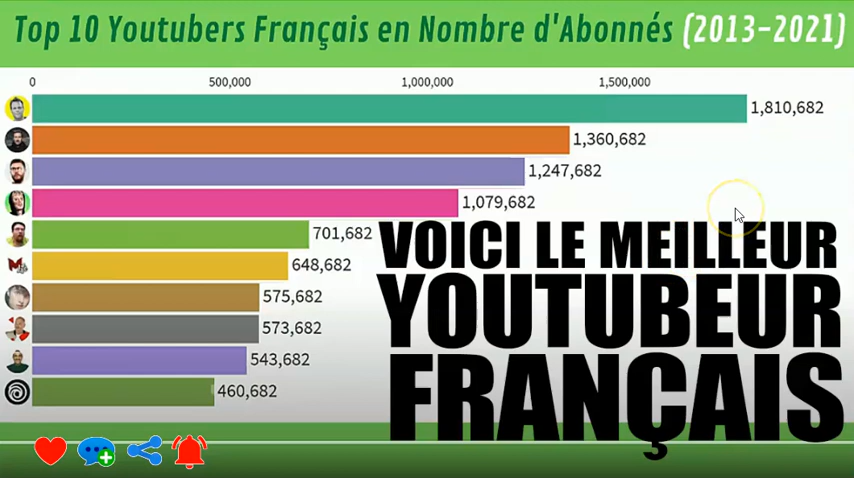 Top 10 Youtubers Français en Nombre d'Abonnés (2013-2021)
0 500,000 1,000,000 1,500,000
1,810,682
1,360,682
1,247,682
1,079,682
701,682
648,682
575,682
573,682
543,682
460,682
VOICI LE MEILLEUR
YOUTUBEUR
FRANÇAIS